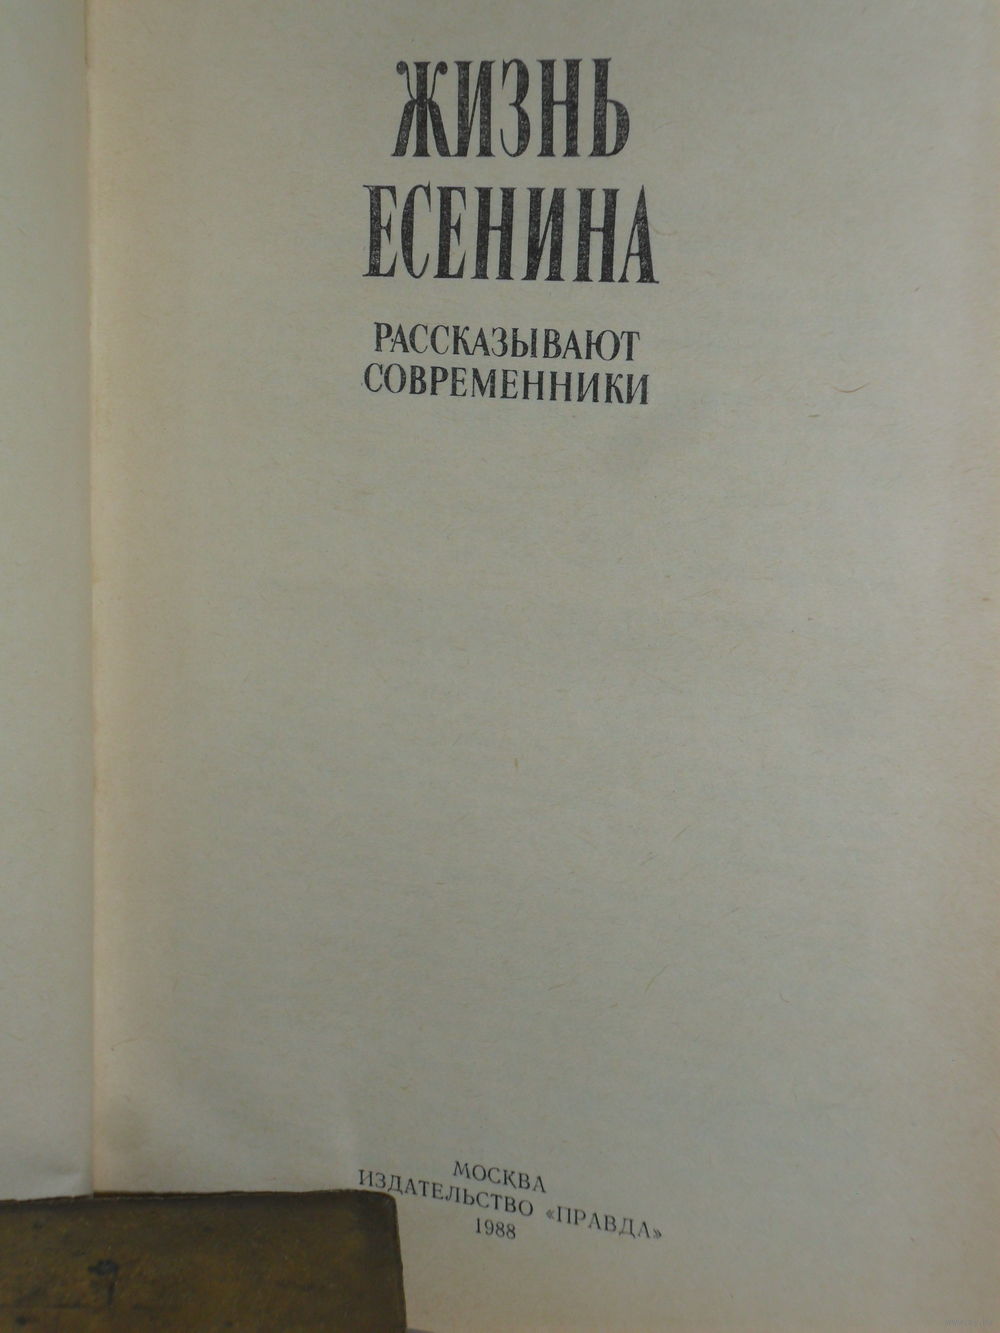 ЖИЗНЬ
ЕСЕНИНА
РАССКАЗЫВАЮТ
СОВРЕМЕННИКИ
МОСКВА
ИЗДАТЕЛЬСТВО «ПРАВДА»
1988